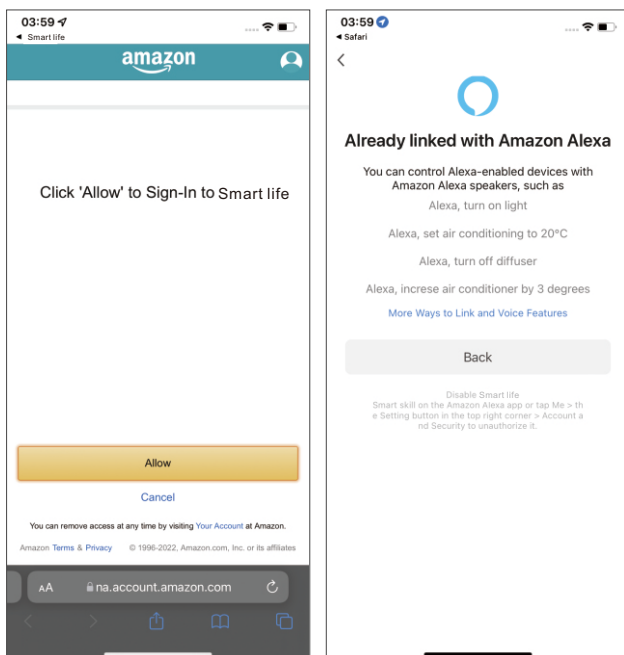 03:59
◀ Smart life
amazon
Click 'Allow' to Sign-In to Smart life
Allow
Cancel
You can remove access at any time by visiting Your Account at Amazon.
Amazon Terms & Privacy © 1996-2022, Amazon.com, Inc. or its affiliates
AA na.account.amazon.com
03:59
◀ Safari
Already linked with Amazon Alexa
You can control Alexa-enabled devices with
Amazon Alexa speakers, such as
Alexa, turn on light
Alexa, set air conditioning to 20°C
Alexa, turn off diffuser
Alexa, increse air conditioner by 3 degrees
More Ways to Link and Voice Features
Back
Disable Smart life
Smart skill on the Amazon Alexa app or tap Me > th
e Setting button in the top right corner > Account a
nd Security to unauthorize it.